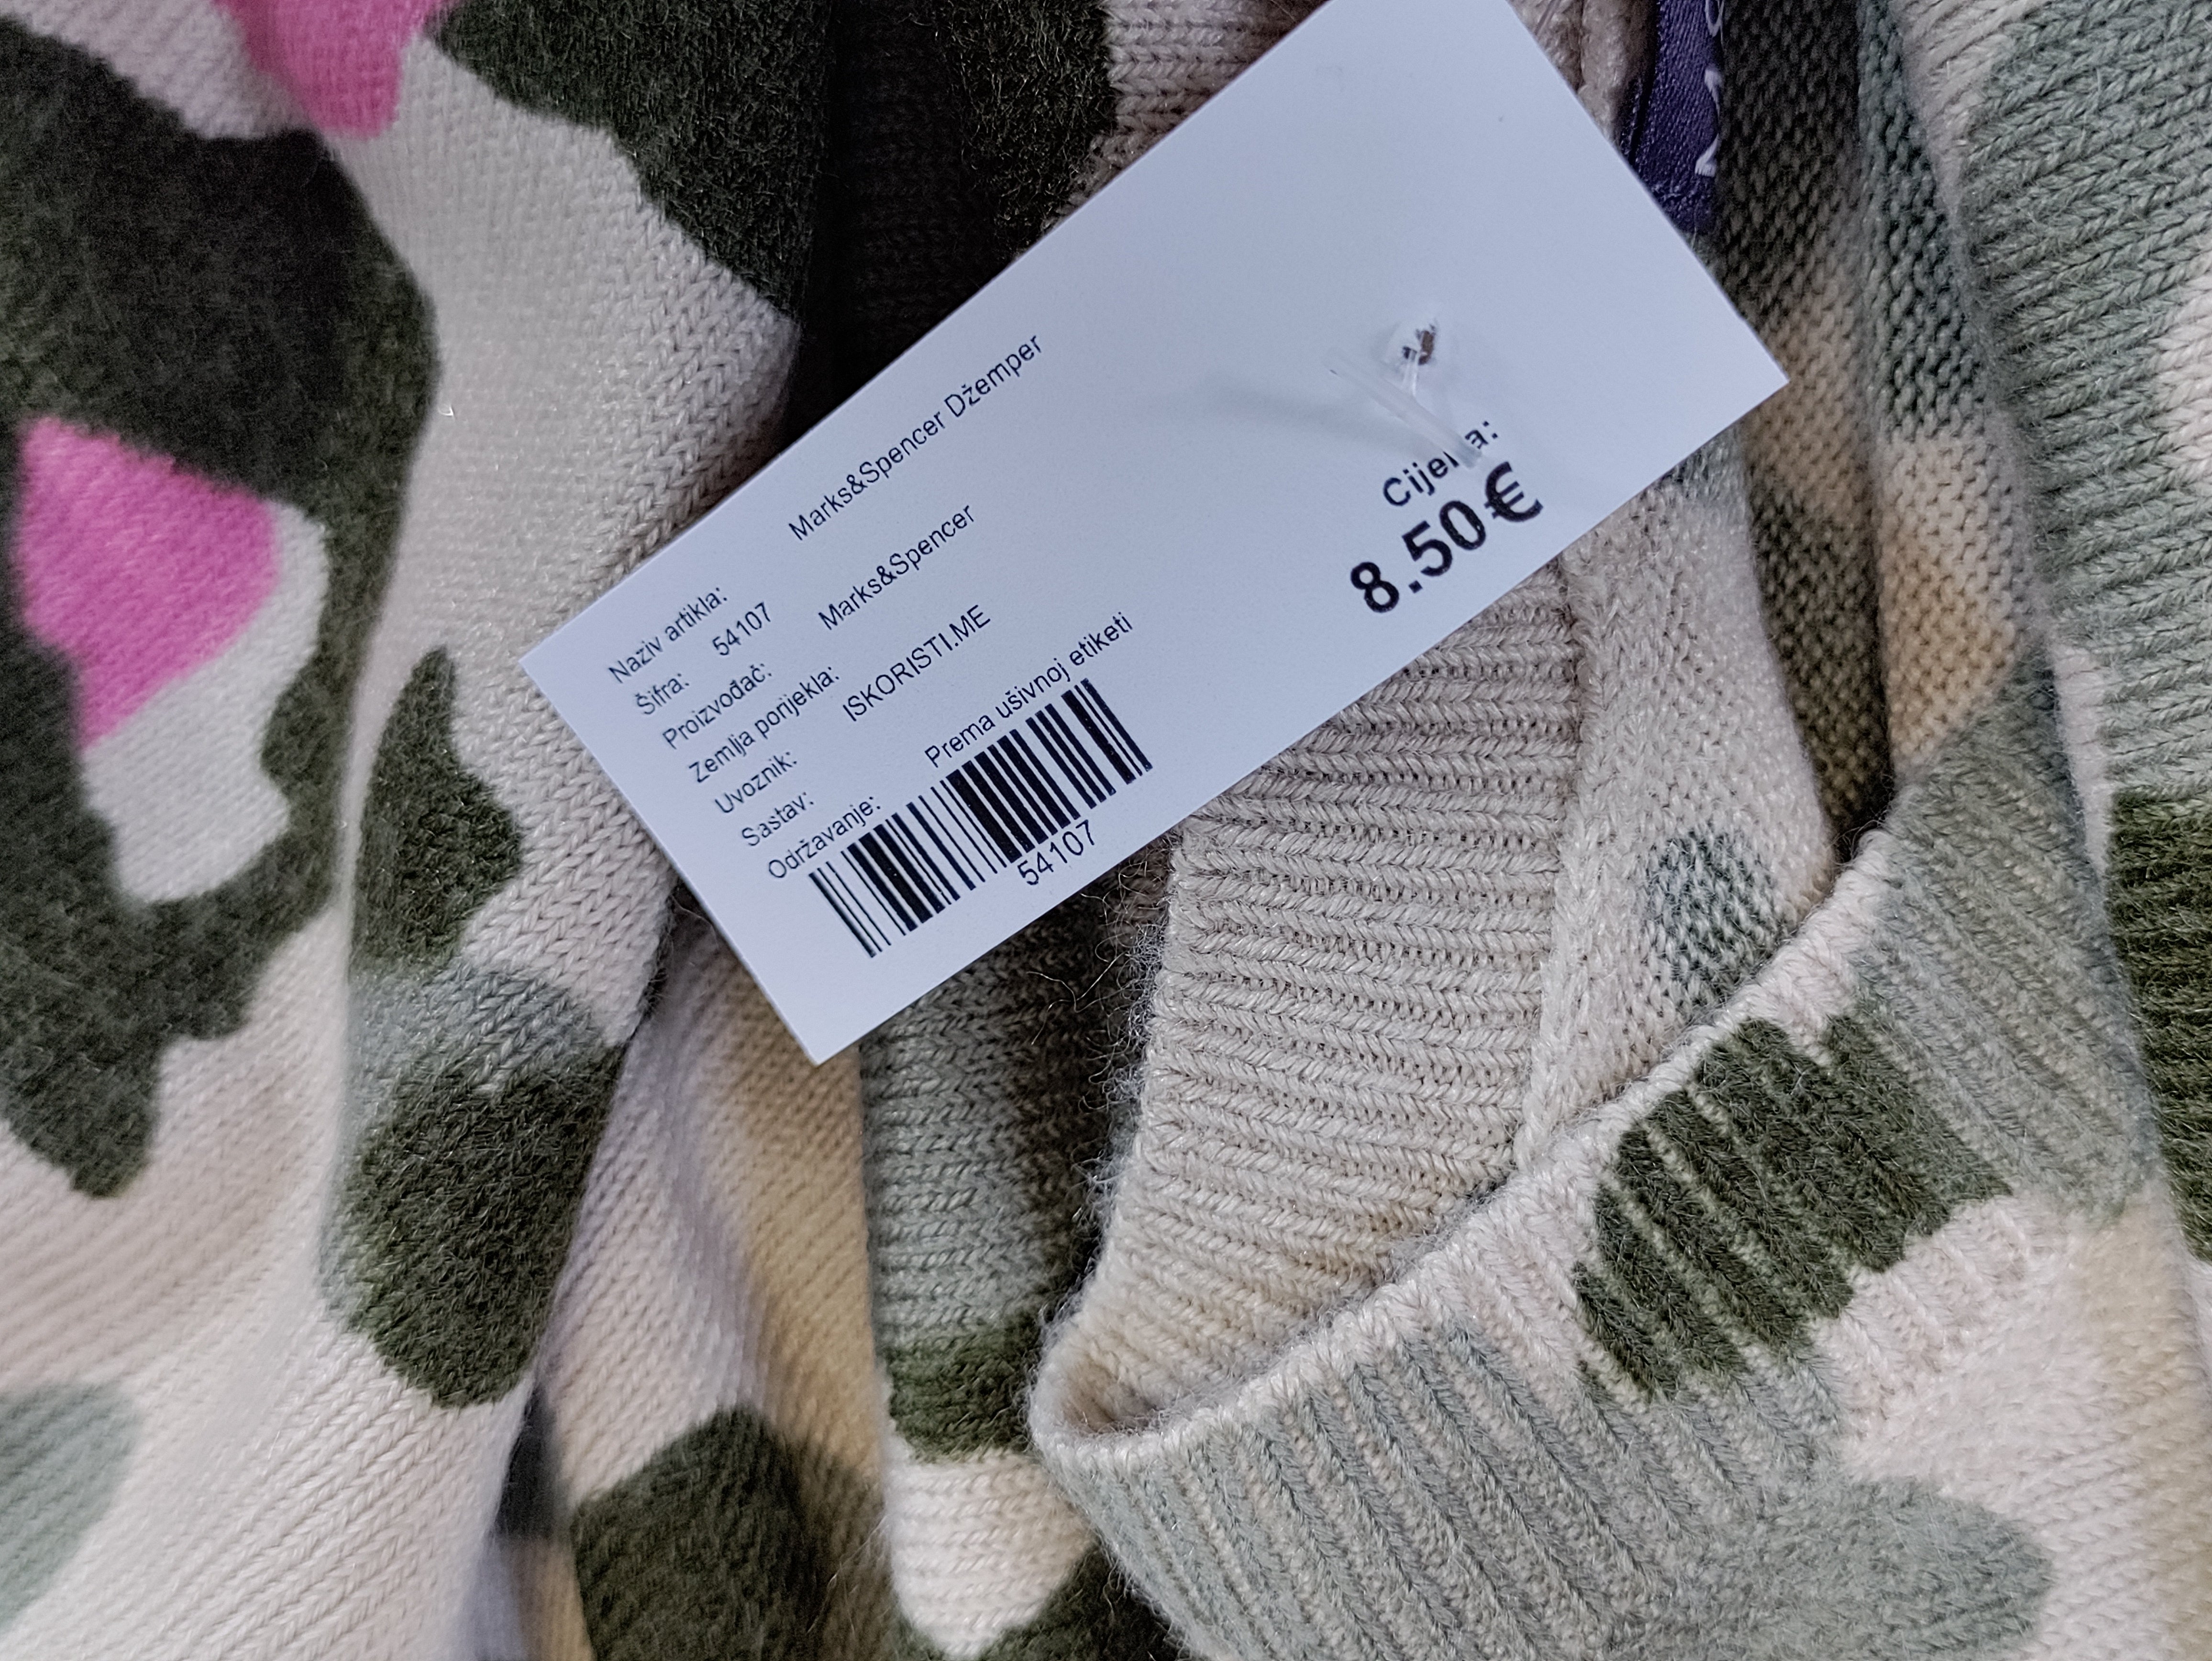 Naziv artikla: Marks&Spencer Džemper
Šifra: 54107
Proizvođač: Marks&Spencer
Zemlja porijekla:
Uvoznik: ISKORISTI.ME
Sastav:
Održavanje: Prema ušivnoj etiketi
54107
8.50€